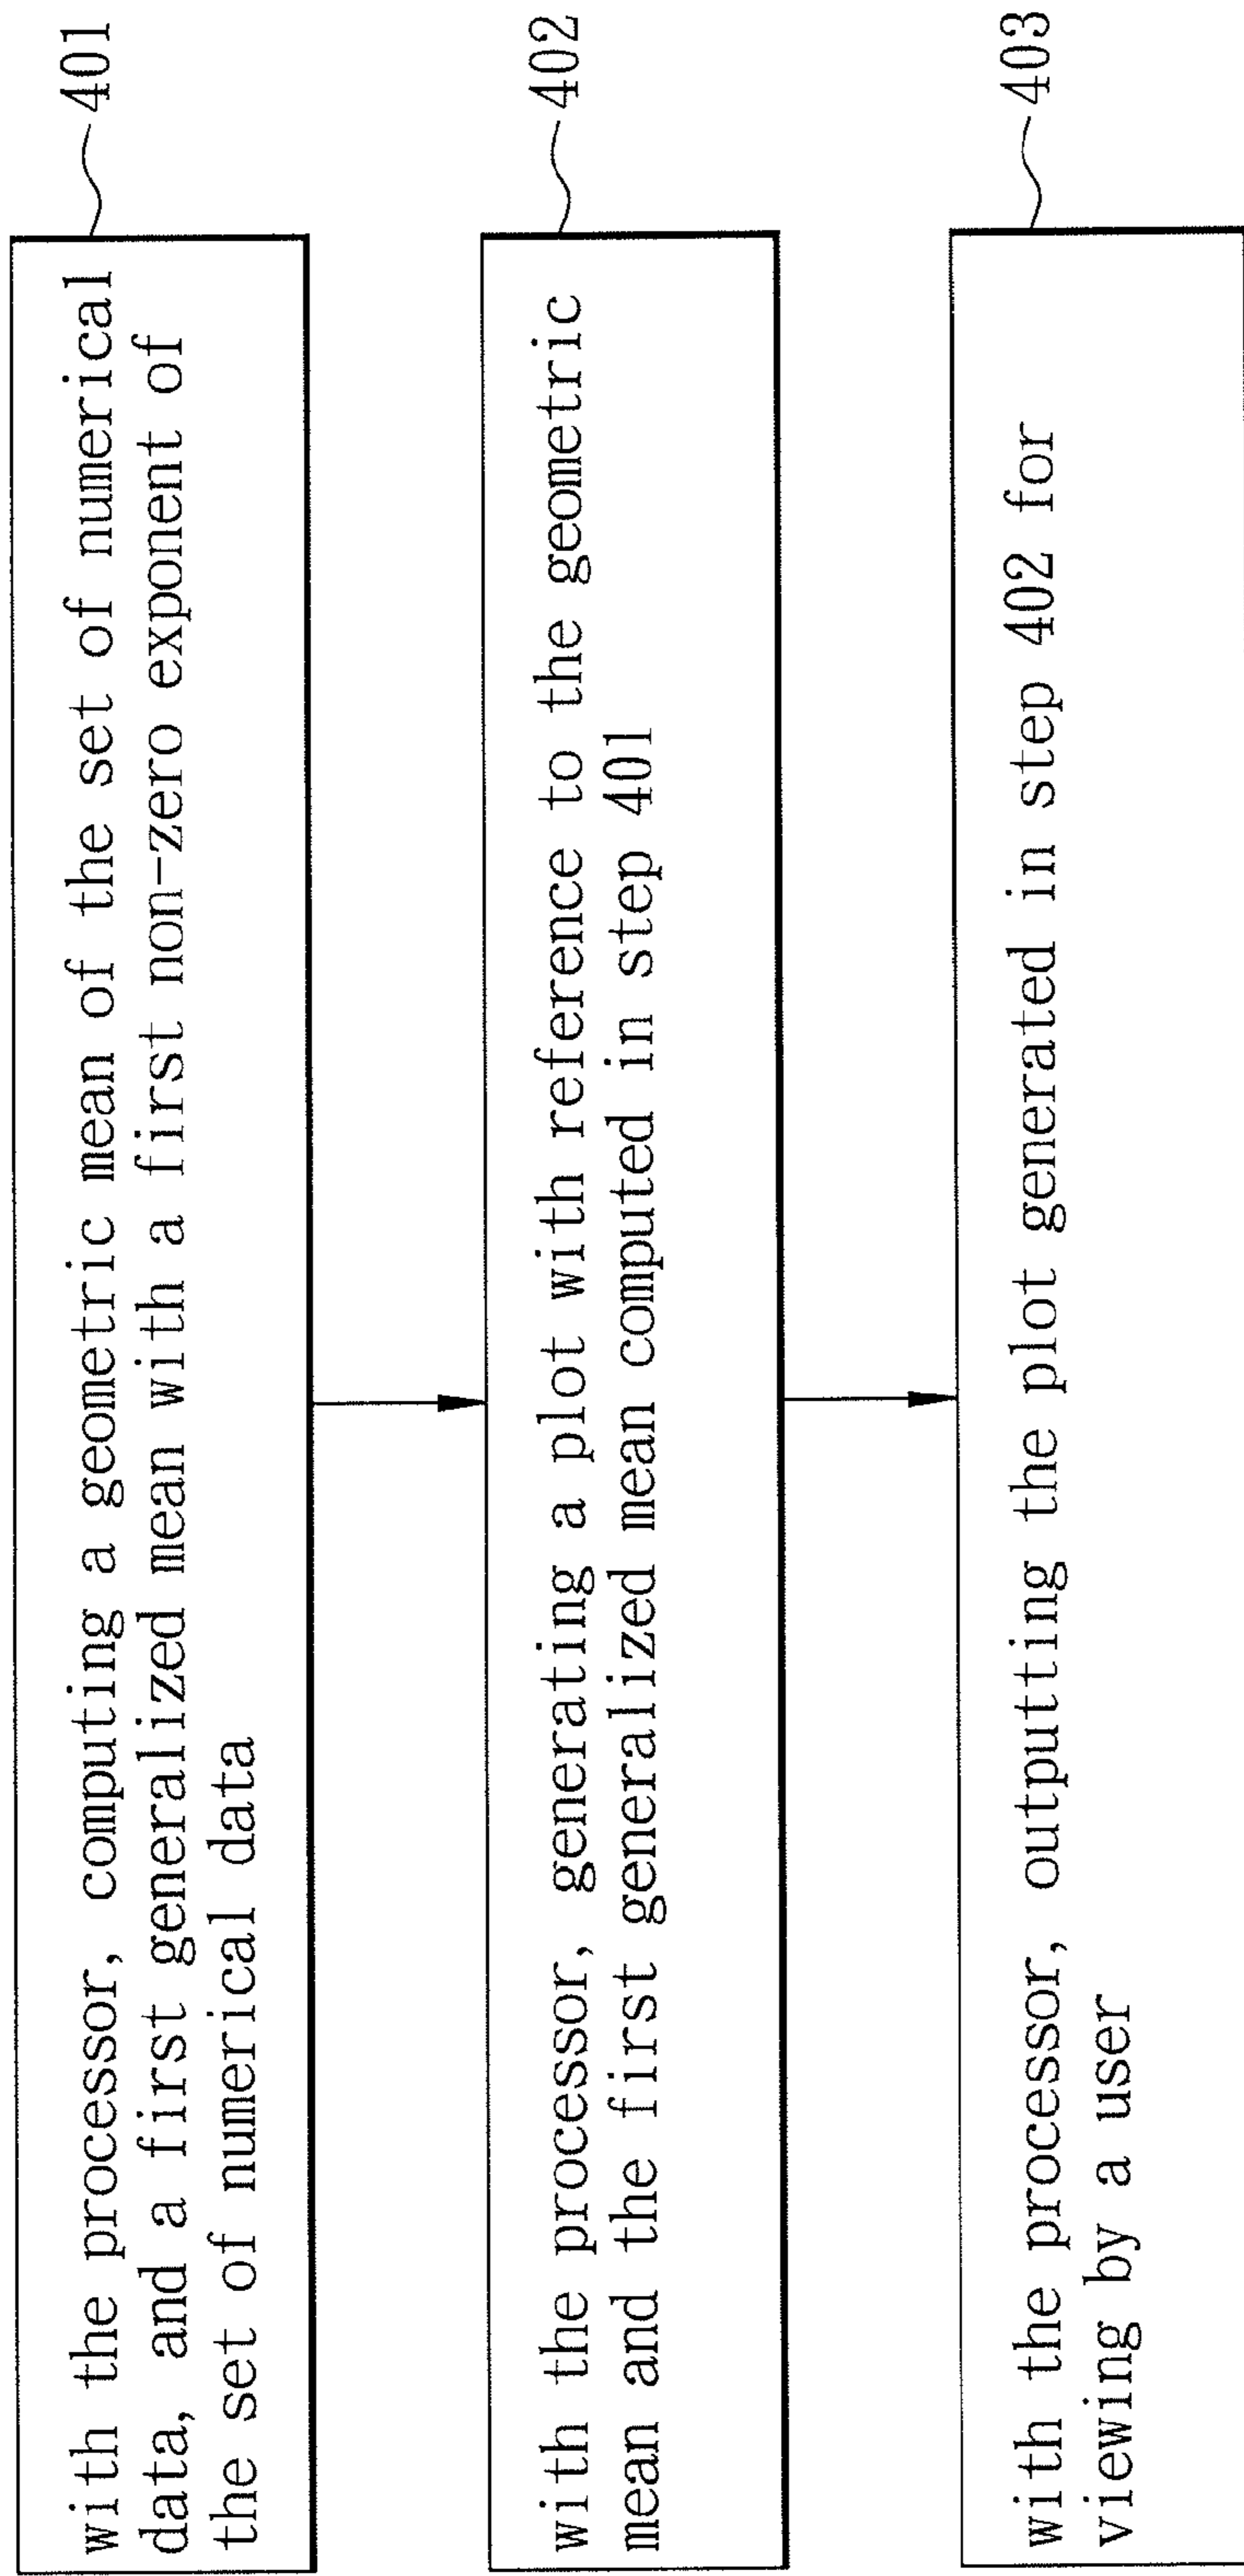 with the processor, computing a geometric mean of the set of numerical
data, and a first generalized mean with a first non-zero exponent of
the set of numerical data
401
with the processor, generating a plot with reference to the geometric
mean and the first generalized mean computed in step 401
402
with the processor, outputting the plot generated in step 402 for
viewing by a user
403